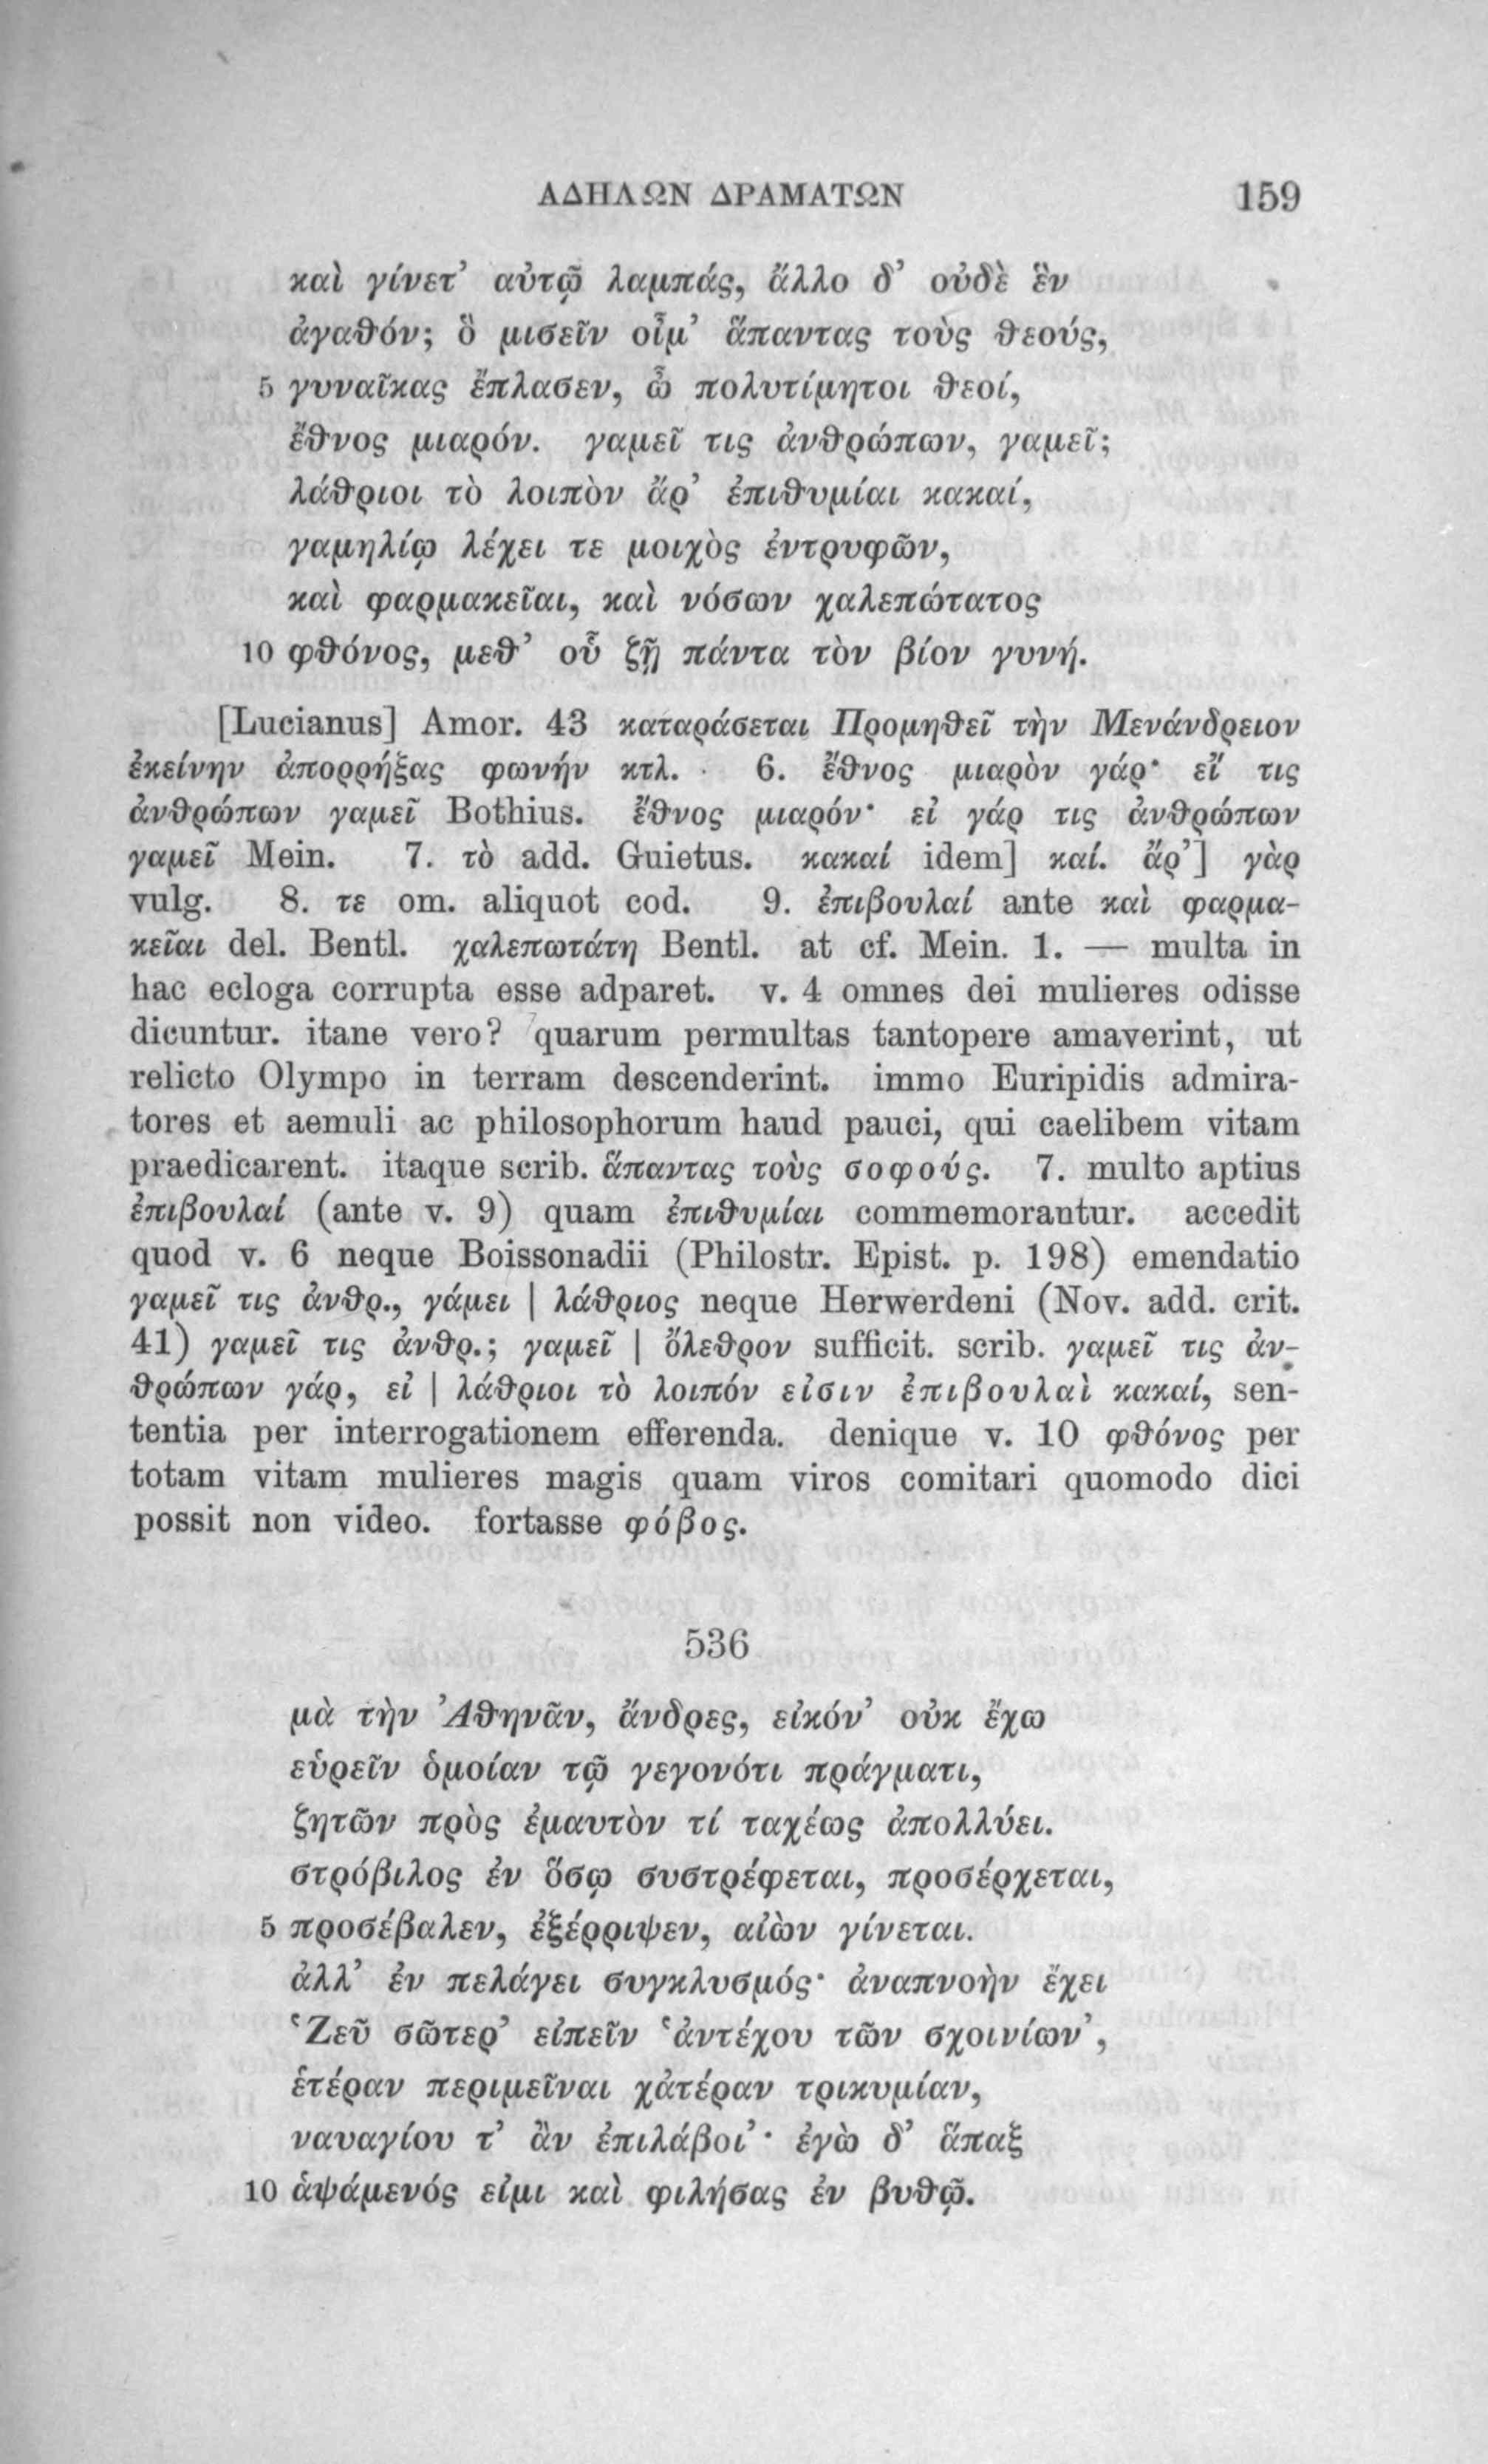 ΑΔΗΛΩΝ ΔΡΑΜΑΤΩΝ 159
καὶ γίνετ’ αὐτῷ λαμπάς, ἄλλο δ’ οὐδὲ ἓν
ἀγαθόν; ὃ μισεῖν οἶμ’ ἅπαντας τοὺς θεούς,
5 γυναῖκας ἔπλασεν, ὦ πολυτίμητοι θεοί,
ἔθνος μιαρόν. γαμεῖ τις ἀνθρώπων, γαμεῖ;
λάθριοι τὸ λοιπὸν ἄρ’ ἐπιθυμίαι κακαί,
γαμηλίῳ λέχει τε μοιχὸς ἐντρυφῶν,
καὶ φαρμακεῖαι, καὶ νόσων χαλεπώτατος
10 φθόνος, μεθ’ οὗ ζῇ πάντα τὸν βίον γυνή.
[Lucianus] Amor. 43 καταράσεται Προμηθεῖ τὴν Μενάνδρειον
ἐκείνην ἀπορρήξας φωνήν κτλ. 6. ἔθνος μιαρὸν γάρ· εἴ τις
ἀνθρώπων γαμεῖ Bothius. ἔθνος μιαρόν· εἰ γάρ τις ἀνθρώπων
γαμεῖ Mein. 7. τὸ add. Guietus. κακαί idem] καί. ἄρ’] γὰρ
vulg. 8. τε om. aliquot cod. 9. ἐπιβουλαί ante καὶ φαρμα-
κεῖαι del. Bentl. χαλεπωτάτη Bentl. at cf. Mein. 1. — multa in
hac ecloga corrupta esse adparet. v. 4 omnes dei mulieres odisse
dicuntur. itane vero? quarum permultas tantopere amaverint, ut
relicto Olympo in terram descenderint. immo Euripidis admira-
tores et aemuli ac philosophorum haud pauci, qui caelibem vitam
praedicarent. itaque scrib. ἅπαντας τοὺς σοφούς. 7. multo aptius
ἐπιβουλαί (ante v. 9) quam ἐπιθυμίαι commemorantur. accedit
quod v. 6 neque Boissonadii (Philostr. Epist. p. 198) emendatio
γαμεῖ τις ἀνθρ., γάμει | λάθριος neque Herwerdeni (Nov. add. crit.
41) γαμεῖ τις ἀνθρ.; γαμεῖ | ὄλεθρον sufficit. scrib. γαμεῖ τις ἀν-
θρώπων γάρ, εἰ | λάθριοι τὸ λοιπόν εἰσιν ἐπιβουλαὶ κακαί, sen-
tentia per interrogationem efferenda. denique v. 10 φθόνος per
totam vitam mulieres magis quam viros comitari quomodo dici
possit non video. fortasse φόβος.
536
μὰ τὴν Ἀθηνᾶν, ἄνδρες, εἰκόν’ οὐκ ἔχω
εὑρεῖν ὁμοίαν τῷ γεγονότι πράγματι,
ζητῶν πρὸς ἐμαυτὸν τί ταχέως ἀπολλύει.
στρόβιλος ἐν ὅσῳ συστρέφεται, προσέρχεται,
5 προσέβαλεν, ἐξέρριψεν, αἰὼν γίνεται.
ἀλλ’ ἐν πελάγει συγκλυσμός· ἀναπνοὴν ἔχει
‘Ζεῦ σῶτερ’ εἰπεῖν ‘ἀντέχου τῶν σχοινίων’,
ἑτέραν περιμεῖναι χἀτέραν τρικυμίαν,
ναυαγίου τ’ ἂν ἐπιλάβοι’· ἐγὼ δ’ ἅπαξ
10 ἁψάμενός εἰμι καὶ φιλήσας ἐν βυθῷ.